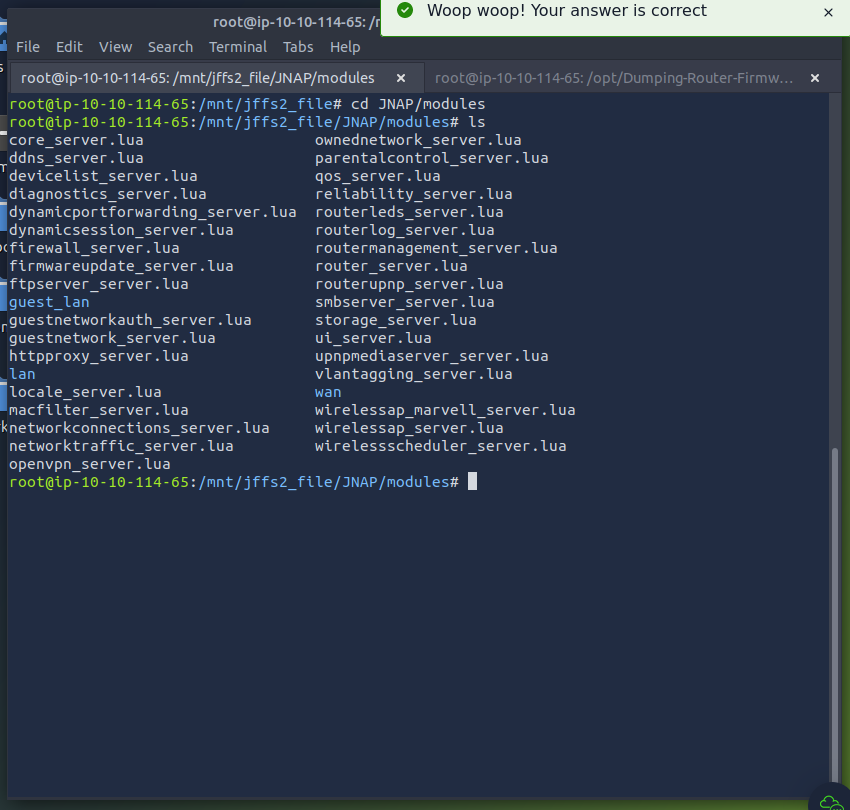 root@ip-10-10-114-65: /r
Woop woop! Your answer is correct
File Edit View Search Terminal Tabs Help
root@ip-10-10-114-65: /mnt/jffs2_file/JNAP/modules
root@ip-10-10-114-65: /opt/Dumping-Router-Firmw...
root@ip-10-10-114-65:/mnt/jffs2_file# cd JNAP/modules
root@ip-10-10-114-65:/mnt/jffs2_file/JNAP/modules# ls
core_server.lua ownednetwork_server.lua
ddns_server.lua parentalcontrol_server.lua
devicelist_server.lua qos_server.lua
diagnostics_server.lua reliability_server.lua
dynamicportforwarding_server.lua routerleds_server.lua
dynamicsession_server.lua routerlog_server.lua
firewall_server.lua routermanagement_server.lua
firmwareupdate_server.lua router_server.lua
ftpserver_server.lua routerupnp_server.lua
guest_lan smbserver_server.lua
guestnetworkauth_server.lua storage_server.lua
guestnetwork_server.lua ui_server.lua
httpproxy_server.lua upnpmediaserver_server.lua
lan vlantagging_server.lua
locale_server.lua wan
macfilter_server.lua wirelessap_marvell_server.lua
networkconnections_server.lua wirelessap_server.lua
networktraffic_server.lua wirelessscheduler_server.lua
openvpn_server.lua
root@ip-10-10-114-65:/mnt/jffs2_file/JNAP/modules#